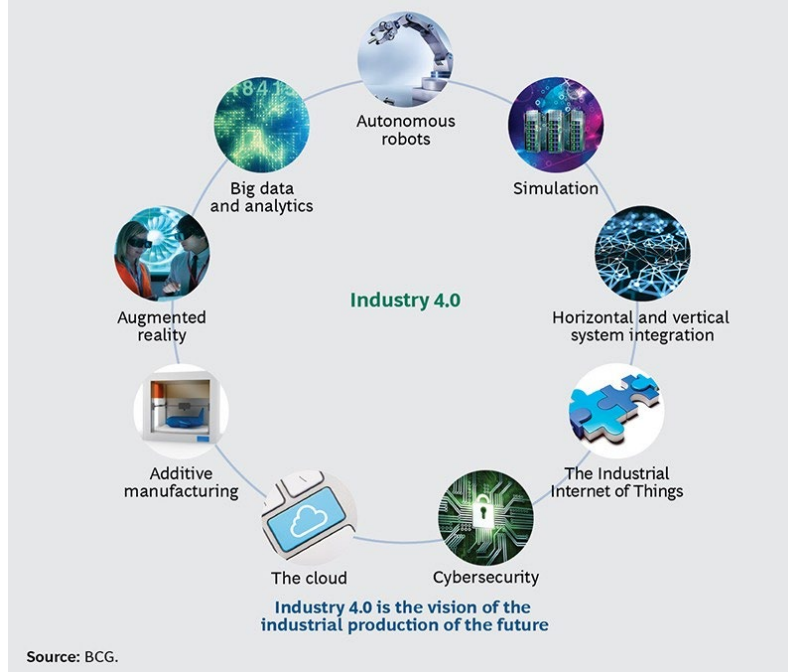 Autonomous
robots
Simulation
Horizontal and vertical
system integration
The Industrial
Internet of Things
Cybersecurity
The cloud
Additive
manufacturing
Augmented
reality
Big data
and analytics
Industry 4.0
Industry 4.0 is the vision of the
industrial production of the future
Source: BCG.